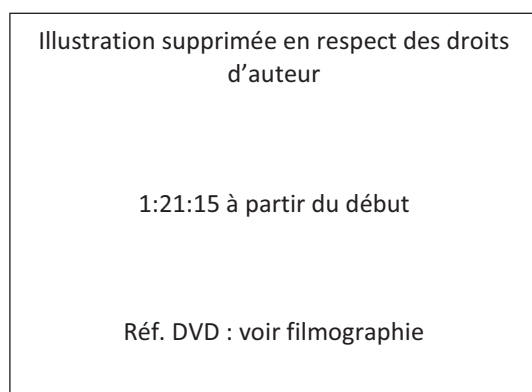 Illustration supprimée en respect des droits
d’auteur
1:21:15 à partir du début
Réf. DVD : voir filmographie